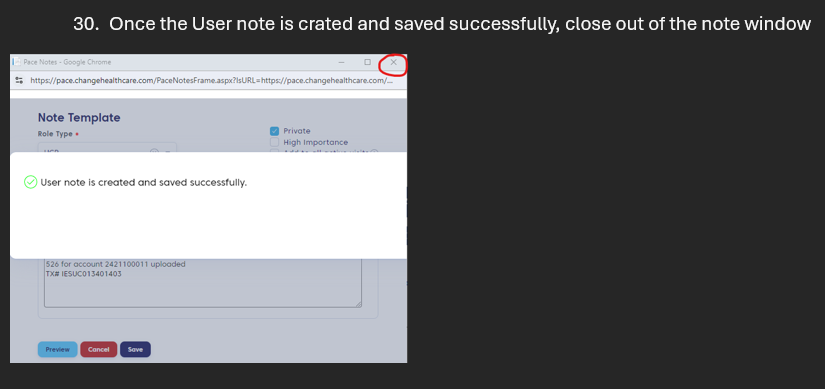 30. Once the User note is crated and saved successfully, close out of the note window
Pace Notes - Google Chrome
https://pace.changehealthcare.com/PaceNotesFrame.aspx?IsURL=https://pace.changehealthcare.com/...
Note Template
Role Type •
Private
High Importance
User note is created and saved successfully.
526 for account 2421100011 uploaded
TX# IESUC013401403
Preview Cancel Save